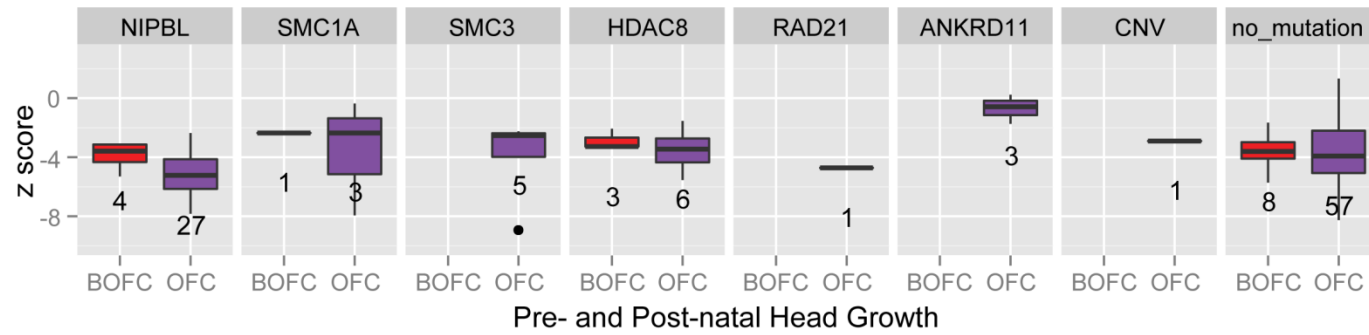 NIPBL SMC1A SMC3 HDAC8 RAD21 ANKRD11 CNV no_mutation
z score
0
-4
-8
4 27 1 3 5 3 6 1 3 1 8 57
BOFC OFC BOFC OFC BOFC OFC BOFC OFC BOFC OFC BOFC OFC BOFC OFC BOFC OFC
Pre- and Post-natal Head Growth